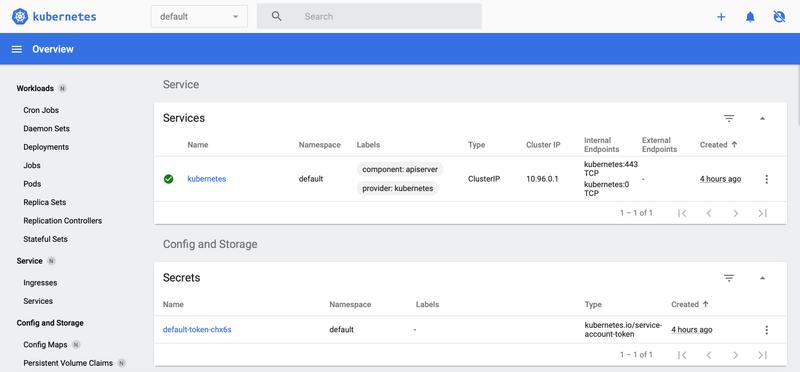 kubernetes
default
Search
Overview
Workloads N
Cron Jobs
Daemon Sets
Deployments
Jobs
Pods
Replica Sets
Replication Controllers
Stateful Sets
Service N
Ingresses
Services
Config and Storage
Config Maps N
Persistent Volume Claims N
Service
Services
Name Namespace Labels Type Cluster IP Internal Endpoints External Endpoints Created
kubernetes default component: apiserver provider: kubernetes ClusterIP 10.96.0.1 kubernetes:443 TCP kubernetes:0 TCP - 4 hours ago
1 – 1 of 1
Config and Storage
Secrets
Name Namespace Labels Type Created
default-token-chx6s default - kubernetes.io/service-account-token 4 hours ago
1 – 1 of 1